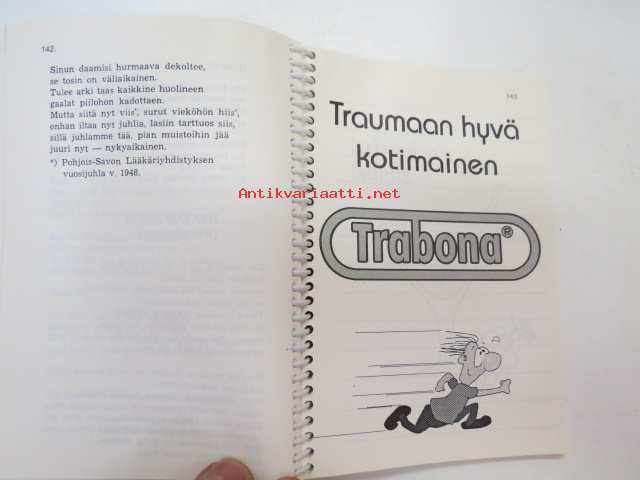 142.
Sinun daamisi hurmaava dekoltee,
se tosin on väliaikainen.
Tulee arki taas kaikkine huolineen
gaalat piilohon kadottaen.
Mutta siitä nyt viis', surut vieköhön hiis',
enhan iltaa nyt juhlia, lasiin tarttuos siis,
sillä juhlamme tää, pian muistoihin jää
juuri nyt — nykyaikainen.
*) Pohjois-Savon Lääkäriyhdistyksen
vuosijuhla v. 1948.
143.
Traumaan hyvä
kotimainen
Antikvariaatti.net
Trabona®